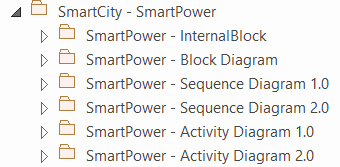 SmartCity - SmartPower
SmartPower - InternalBlock
SmartPower - Block Diagram
SmartPower - Sequence Diagram 1.0
SmartPower - Sequence Diagram 2.0
SmartPower - Activity Diagram 1.0
SmartPower - Activity Diagram 2.0